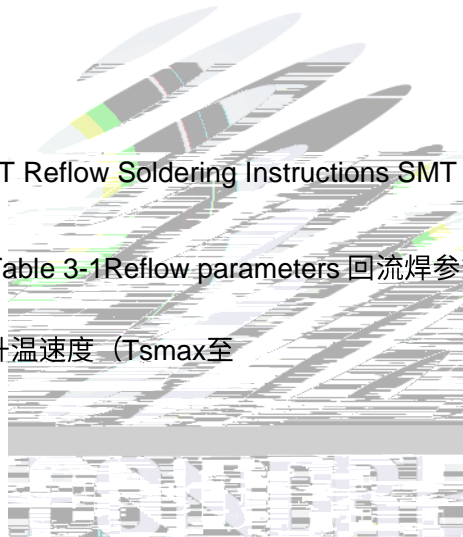 T Reflow Soldering Instructions SMT
Table 3-1Reflow parameters 回流焊参
升温速度（Tsmax至